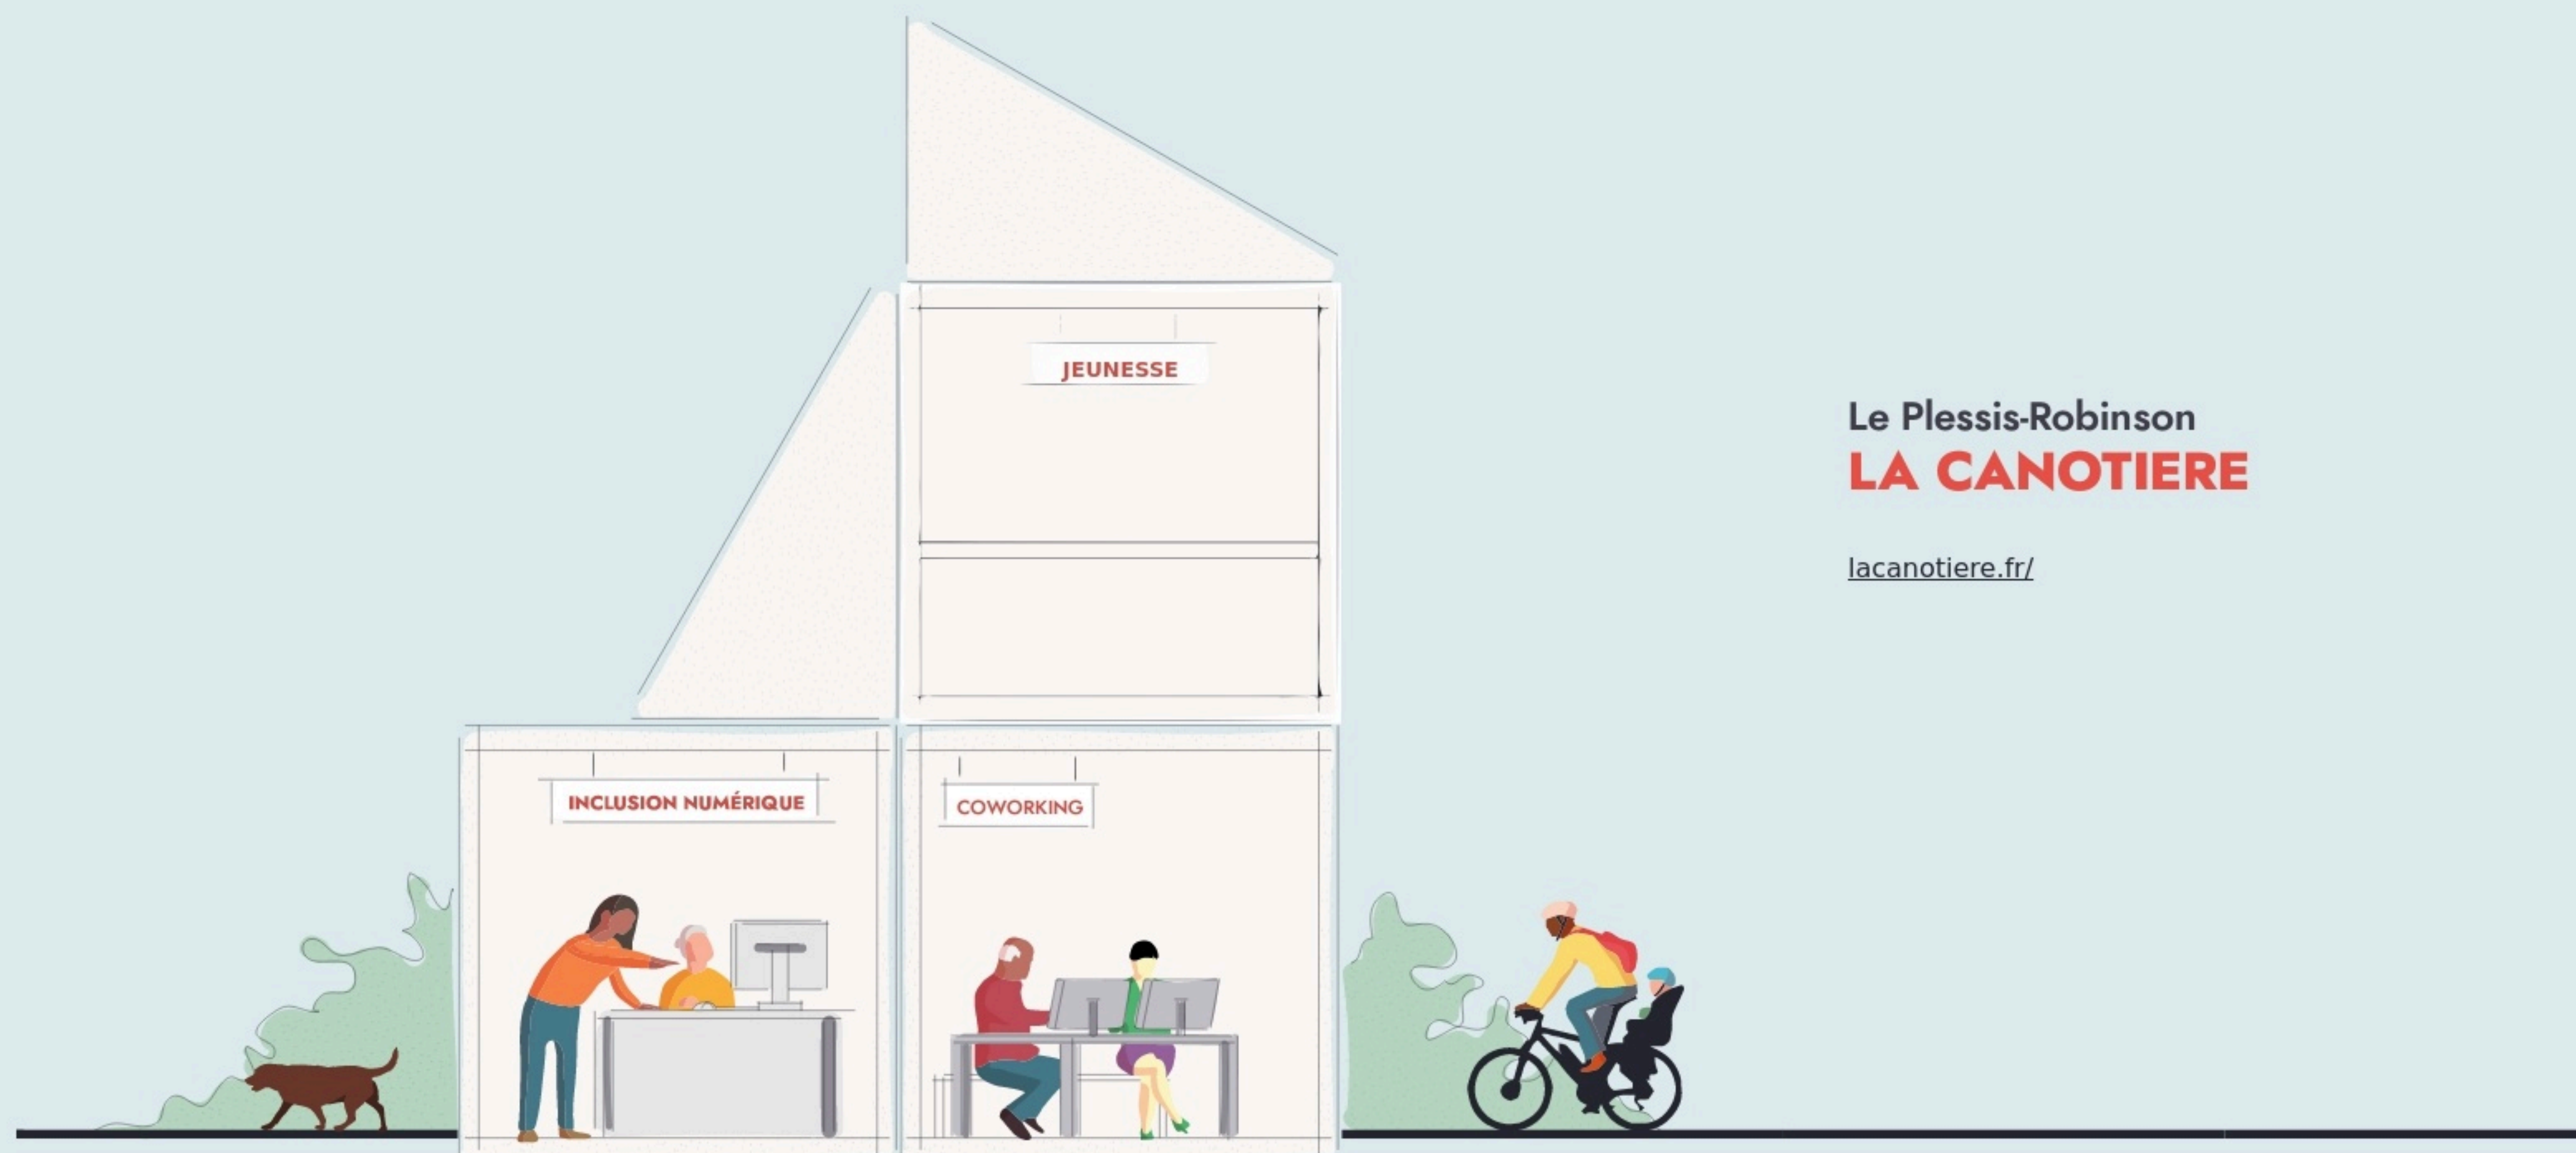 JEUNESSE
Le Plessis-Robinson
LA CANOTIERE
lacanotiere.fr/
INCLUSION NUMÉRIQUE
COWORKING